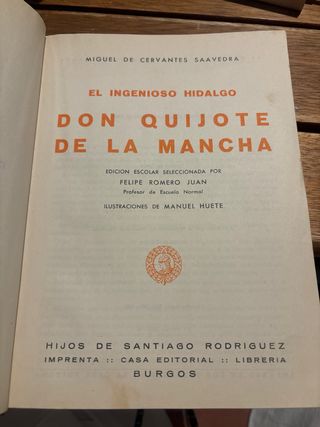 MIGUEL DE CERVANTES SAAVEDRA
EL INGENIOSO HIDALGO
DON QUIJOTE
DE LA MANCHA
EDICION ESCOLAR SELECCIONADA POR
FELIPE ROMERO JUAN
Profesor de Escuela Normal
ILUSTRACIONES DE MANUEL HUETE
HIJOS DE SANTIAGO RODRIGUEZ
IMPRENTA :: CASA EDITORIAL :: LIBRERIA
BURGOS